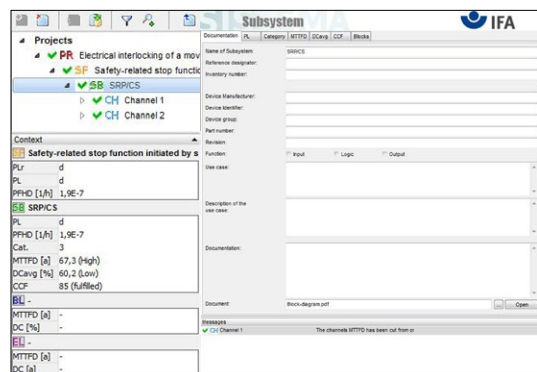 Subsystem
IFA
Projects
PR Electrical interlocking of a mov
SF Safety-related stop functic
SB SRP/CS
CH Channel 1
CH Channel 2
Context
SF Safety-related stop function initiated by s
PLr d
PL d
PFHD [1/h] 1,9E-7
SB SRP/CS
PL d
PFHD [1/h] 1,9E-7
Cat. 3
MTTFD [a] 67,3 (High)
DCavg [%] 60,2 (Low)
CCF 85 (fulfilled)
BL -
MTTFD [a] -
DC [%] -
EL -
MTTFD [a] -
DC [a] -
Documentation PL Category MTTFD DCavg CCF Blocks
Name of Subsystem: SRP/CS
Reference designator:
Inventory number:
Device Manufacturer:
Device Identifier:
Device group:
Part number:
Revision:
Function: Input Logic Output
Use case:
Description of the
use case:
Documentation:
Document: Block-diagram.pdf ... Open
Messages
CH Channel 1 The channels MTTFD has been cut from or